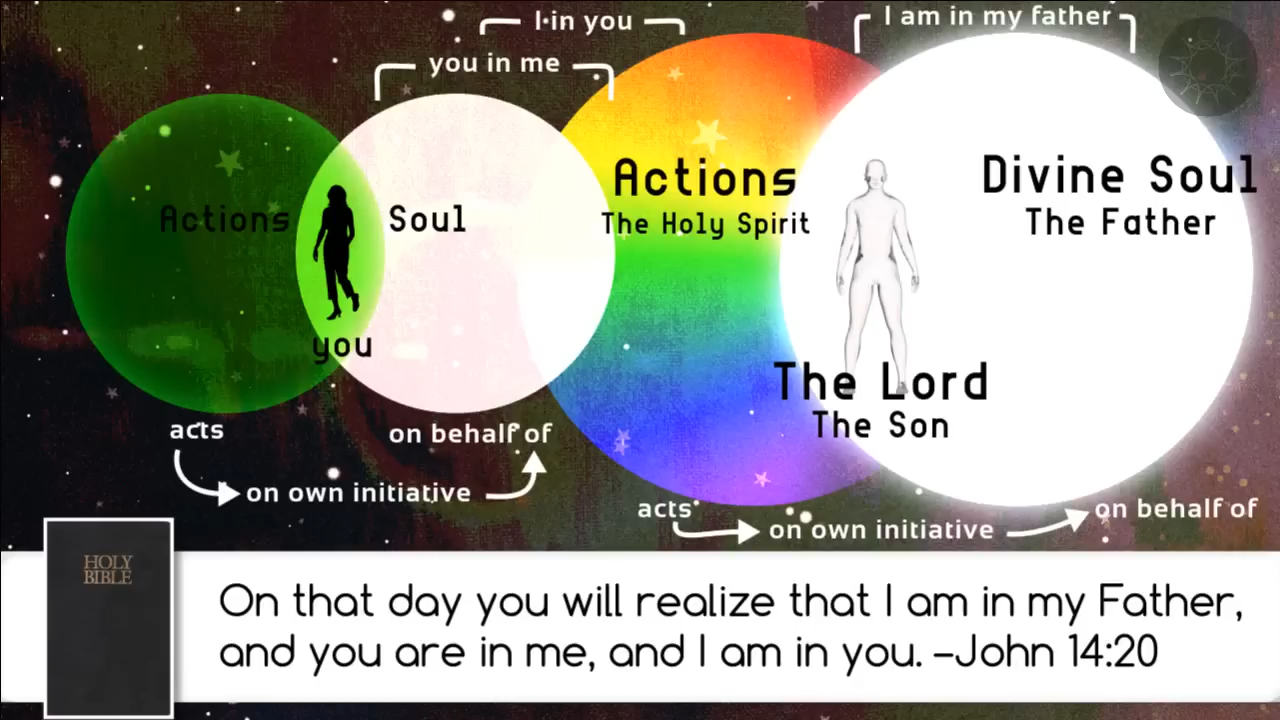 I in you
I am in my father
you in me
Actions
The Holy Spirit
Divine Soul
The Father
Actions
Soul
you
The Lord
The Son
acts
on behalf of
on own initiative
acts
on own initiative
on behalf of
HOLY
BIBLE
On that day you will realize that I am in my Father,
and you are in me, and I am in you. –John 14:20